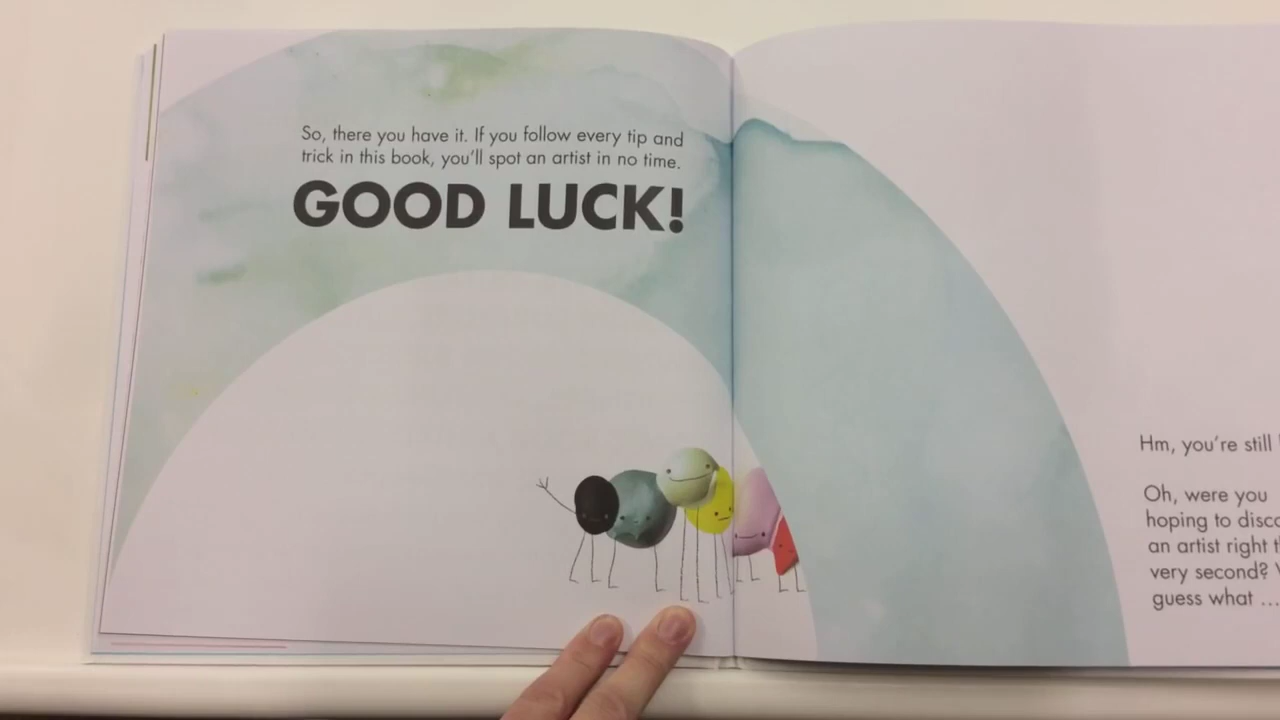 So, there you have it. If you follow every tip and
trick in this book, you'll spot an artist in no time.
GOOD LUCK!
Hm, you're still
Oh, were you
hoping to disco
an artist right t
very second?
guess what ...